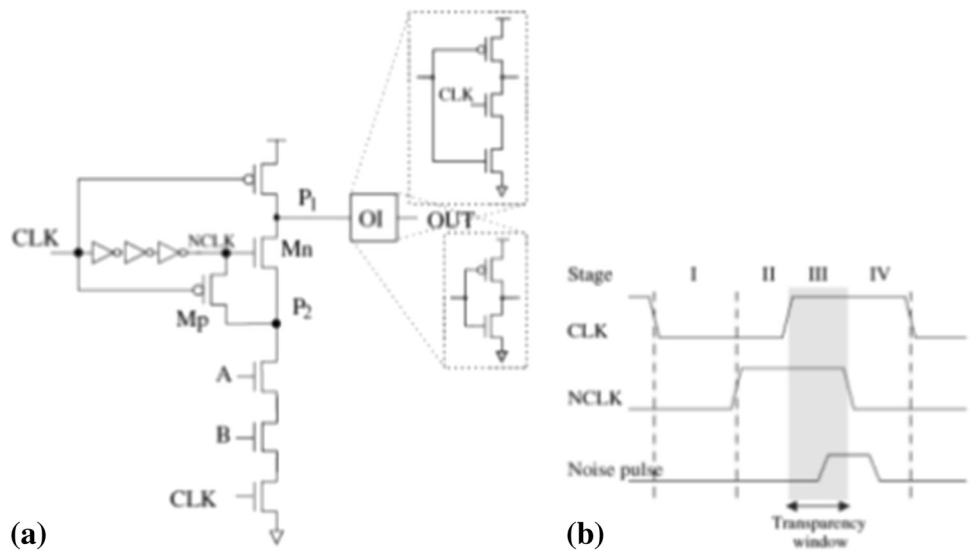 CLK
OI
OUT
P1
CLK
NCLK
Mn
Mp
P2
A
B
CLK
(a)
Stage I II III IV
CLK
NCLK
Noise pulse
Transparency
window
(b)